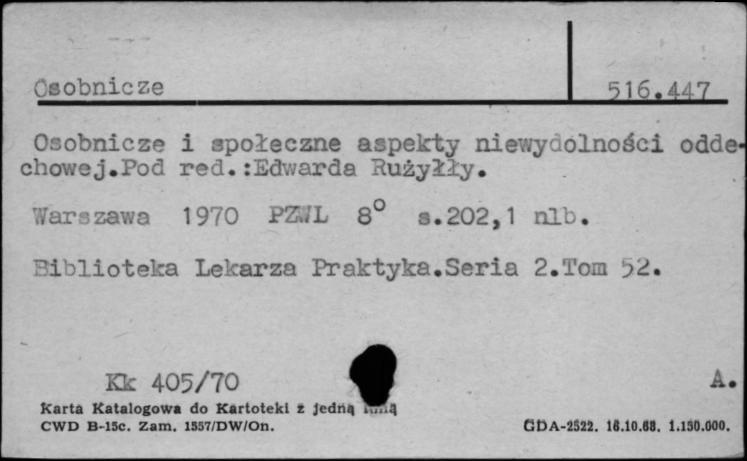 Osobnicze 516.447
Osobnicze i społeczne aspekty niewydolności odde-
chowej.Pod red.:Edwarda Rużyłły.
Warszawa 1970 PZWL 8° s.202,1 nlb.
Biblioteka Lekarza Praktyka.Seria 2.Tom 52.
Kk 405/70 A.
Karta Katalogowa do Kartoteki z jedną
CWD B-15c. Zam. 1557/DW/On. GDA-2522. 16.10.68. 1.150.000.